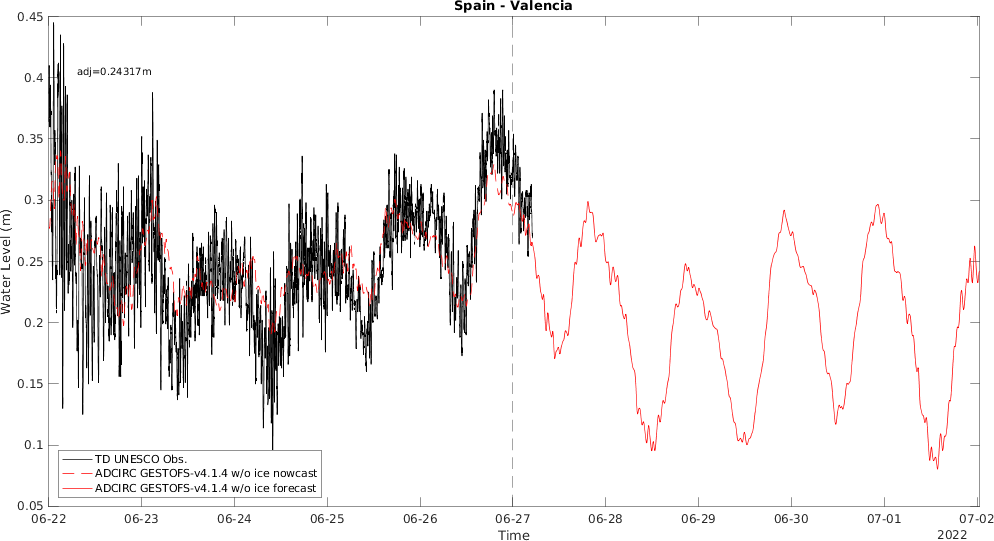 Spain - Valencia
adj=0.24317m
Water Level (m)
0.45
0.4
0.35
0.3
0.25
0.2
0.15
0.1
0.05
TD UNESCO Obs.
ADCIRC GESTOFS-v4.1.4 w/o ice nowcast
ADCIRC GESTOFS-v4.1.4 w/o ice forecast
06-22 06-23 06-24 06-25 06-26 06-27 06-28 06-29 06-30 07-01 07-02
Time
2022